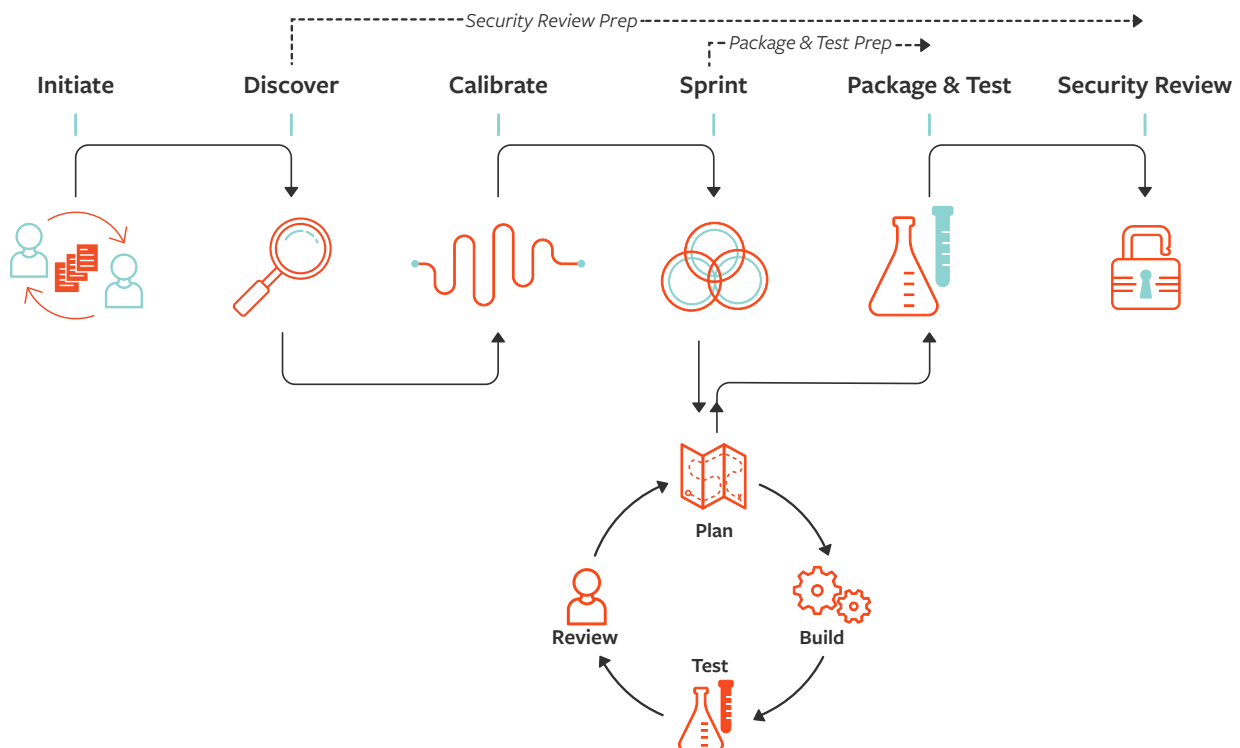 Security Review Prep
Package & Test Prep
Initiate
Discover
Calibrate
Sprint
Package & Test
Security Review
Plan
Review
Build
Test